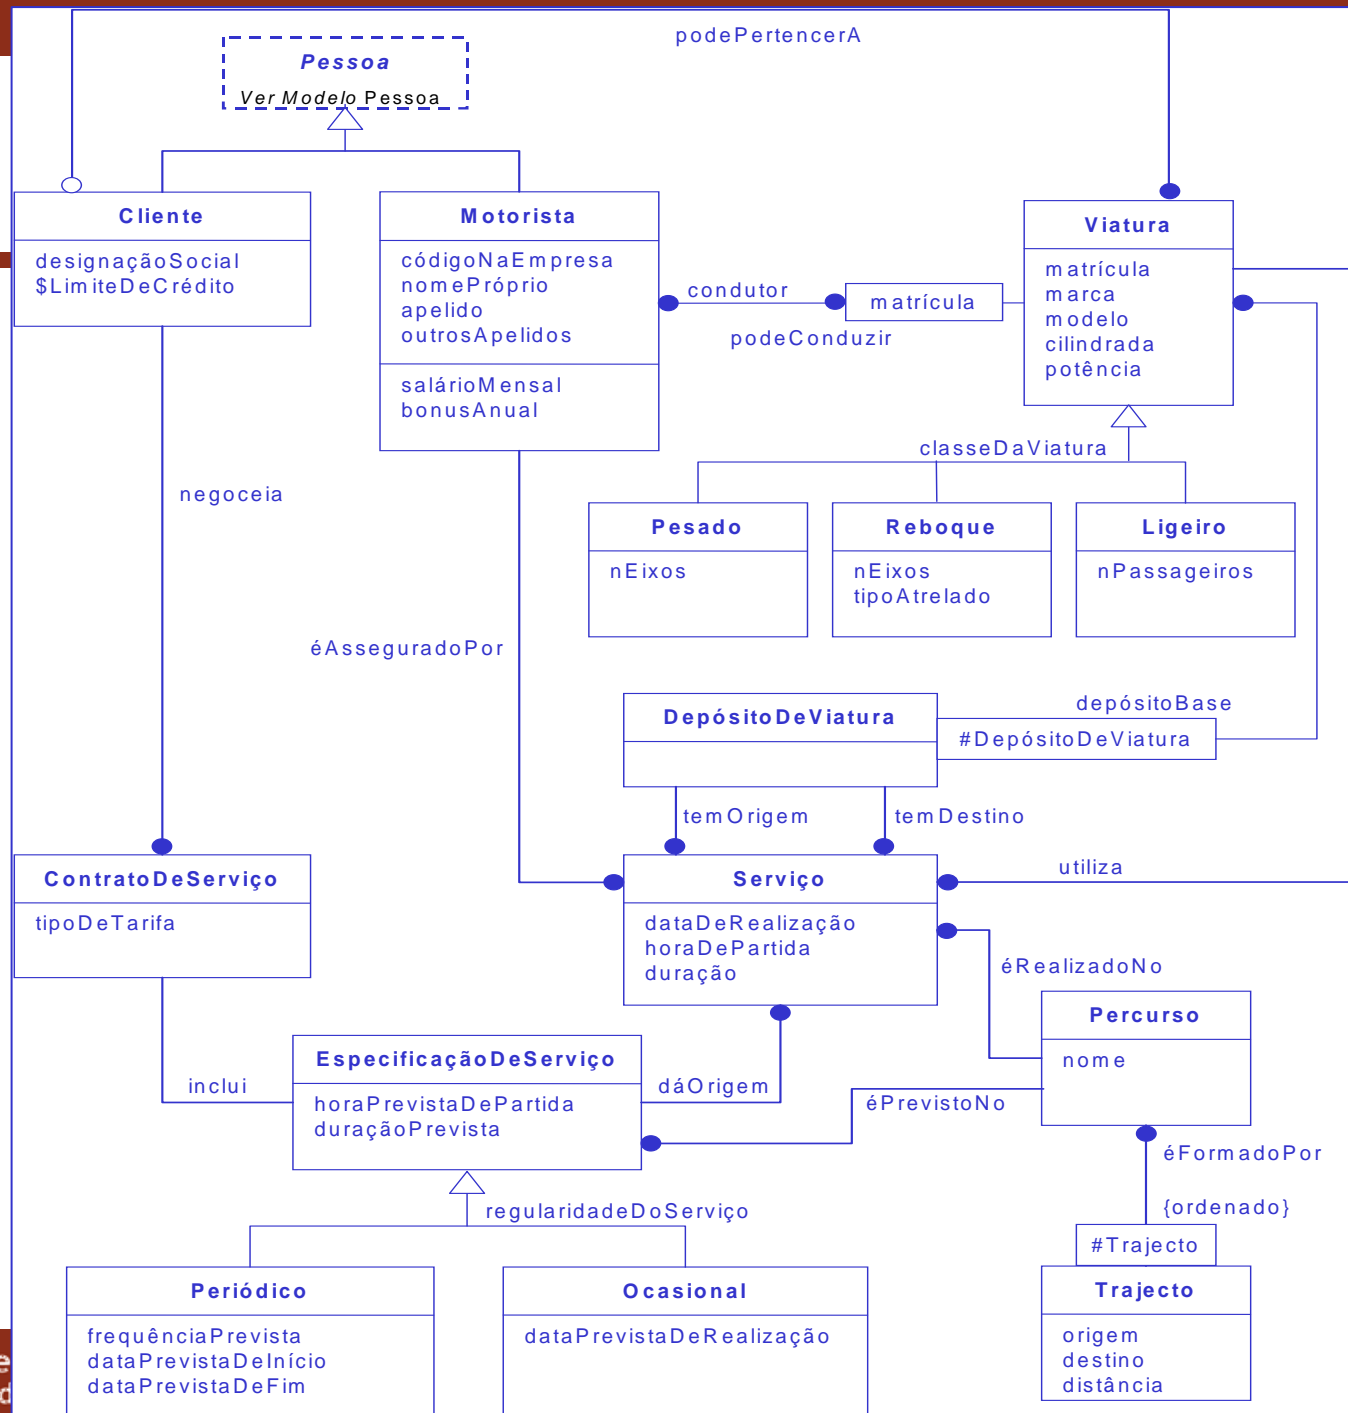 podePertencerA
Pessoa
Ver Modelo Pessoa
Cliente
designaçãoSocial
$LimiteDeCrédito
Motorista
códigoNaEmpresa
nomePróprio
apelido
outrosApelidos
salárioMensal
bonusAnual
condutor
podeConduzir
matrícula
Viatura
matrícula
marca
modelo
cilindrada
potência
classeDaViatura
negoceia
Pesado
nEixos
Reboque
nEixos
tipoAtrelado
Ligeiro
nPassageiros
éAsseguradoPor
DepósitoDeViatura
depósitoBase
#DepósitoDeViatura
temOrigem
temDestino
ContratoDeServiço
tipoDeTarifa
Serviço
dataDeRealização
horaDePartida
duração
utiliza
éRealizadoNo
Percurso
nome
EspecificaçãoDeServiço
horaPrevistaDePartida
duraçãoPrevista
inclui
dáOrigem
éPrevistoNo
éFormadoPor
{ordenado}
regularidadeDoServiço
#Trajecto
Trajecto
origem
destino
distância
Periódico
frequênciaPrevista
dataPrevistaDeInício
dataPrevistaDeFim
Ocasional
dataPrevistaDeRealização